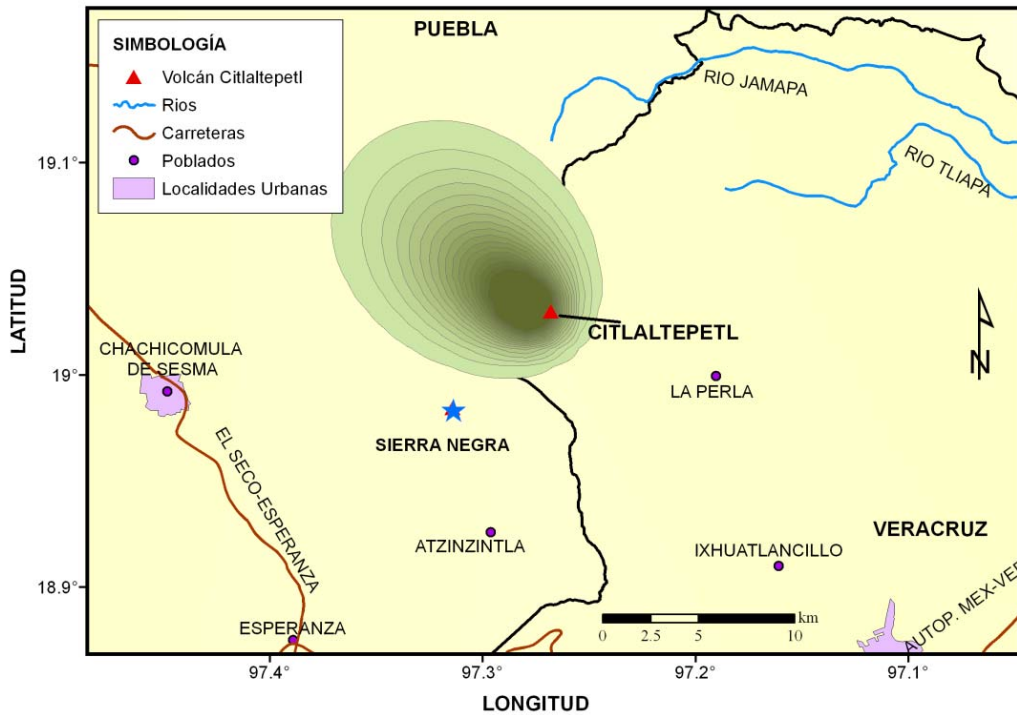 PUEBLA
SIMBOLOGÍA
Volcán Citlaltepetl
Rios
Carreteras
Poblados
Localidades Urbanas
RIO JAMAPA
RIO TLIAPA
19.1°
19°
18.9°
LATITUD
CITLALTEPETL
N
CHACHICOMULA
DE SESMA
LA PERLA
SIERRA NEGRA
EL SECO-ESPERANZA
ATZINZINTLA
VERACRUZ
IXHUATLANCILLO
AUTOP. MEX-VER
ESPERANZA
km
0 2.5 5 10
97.4° 97.3° 97.2° 97.1°
LONGITUD